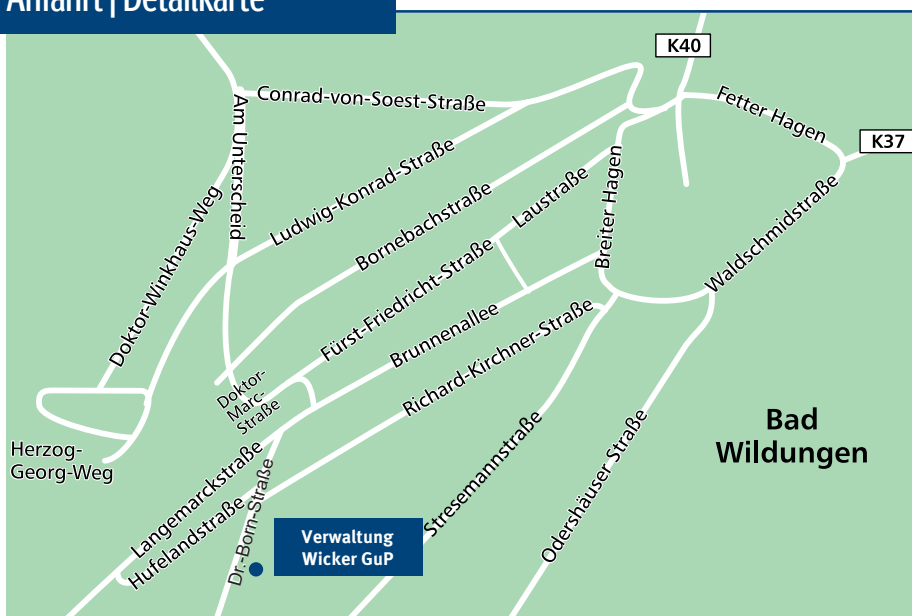 Anfahrt | Detailkarte
K40
Conrad-von-Soest-Straße
Fetter Hagen
K37
Am Unterscheid
Ludwig-Konrad-Straße
Doktor-Winkhaus-Weg
Bornebachstraße
Laustraße
Breiter Hagen
Waldschmidstraße
Fürst-Friedricht-Straße
Brunnenallee
Richard-Kirchner-Straße
Doktor-
Marc-
Straße
Bad
Wildungen
Herzog-
Georg-Weg
Langemarckstraße
Hufelandstraße
Dr.-Born-Straße
Stresemannstraße
Odershäuser Straße
Verwaltung
Wicker GuP